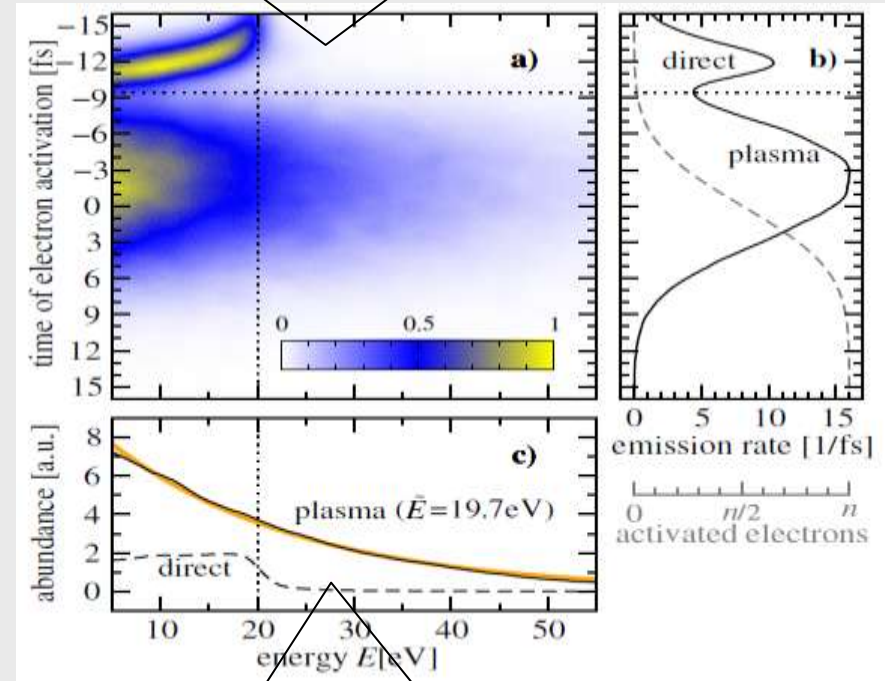 −15
−12
−9
−6
−3
0
3
6
9
12
15
time of electron activation [fs]
a)
0 0.5 1
b)
direct
plasma
0 5 10 15
emission rate [1/fs]
0 n/2 n
activated electrons
8
6
4
2
0
abundance [a.u.]
c)
plasma (Ẽ=19.7eV)
direct
10 20 30 40 50
energy E[eV]